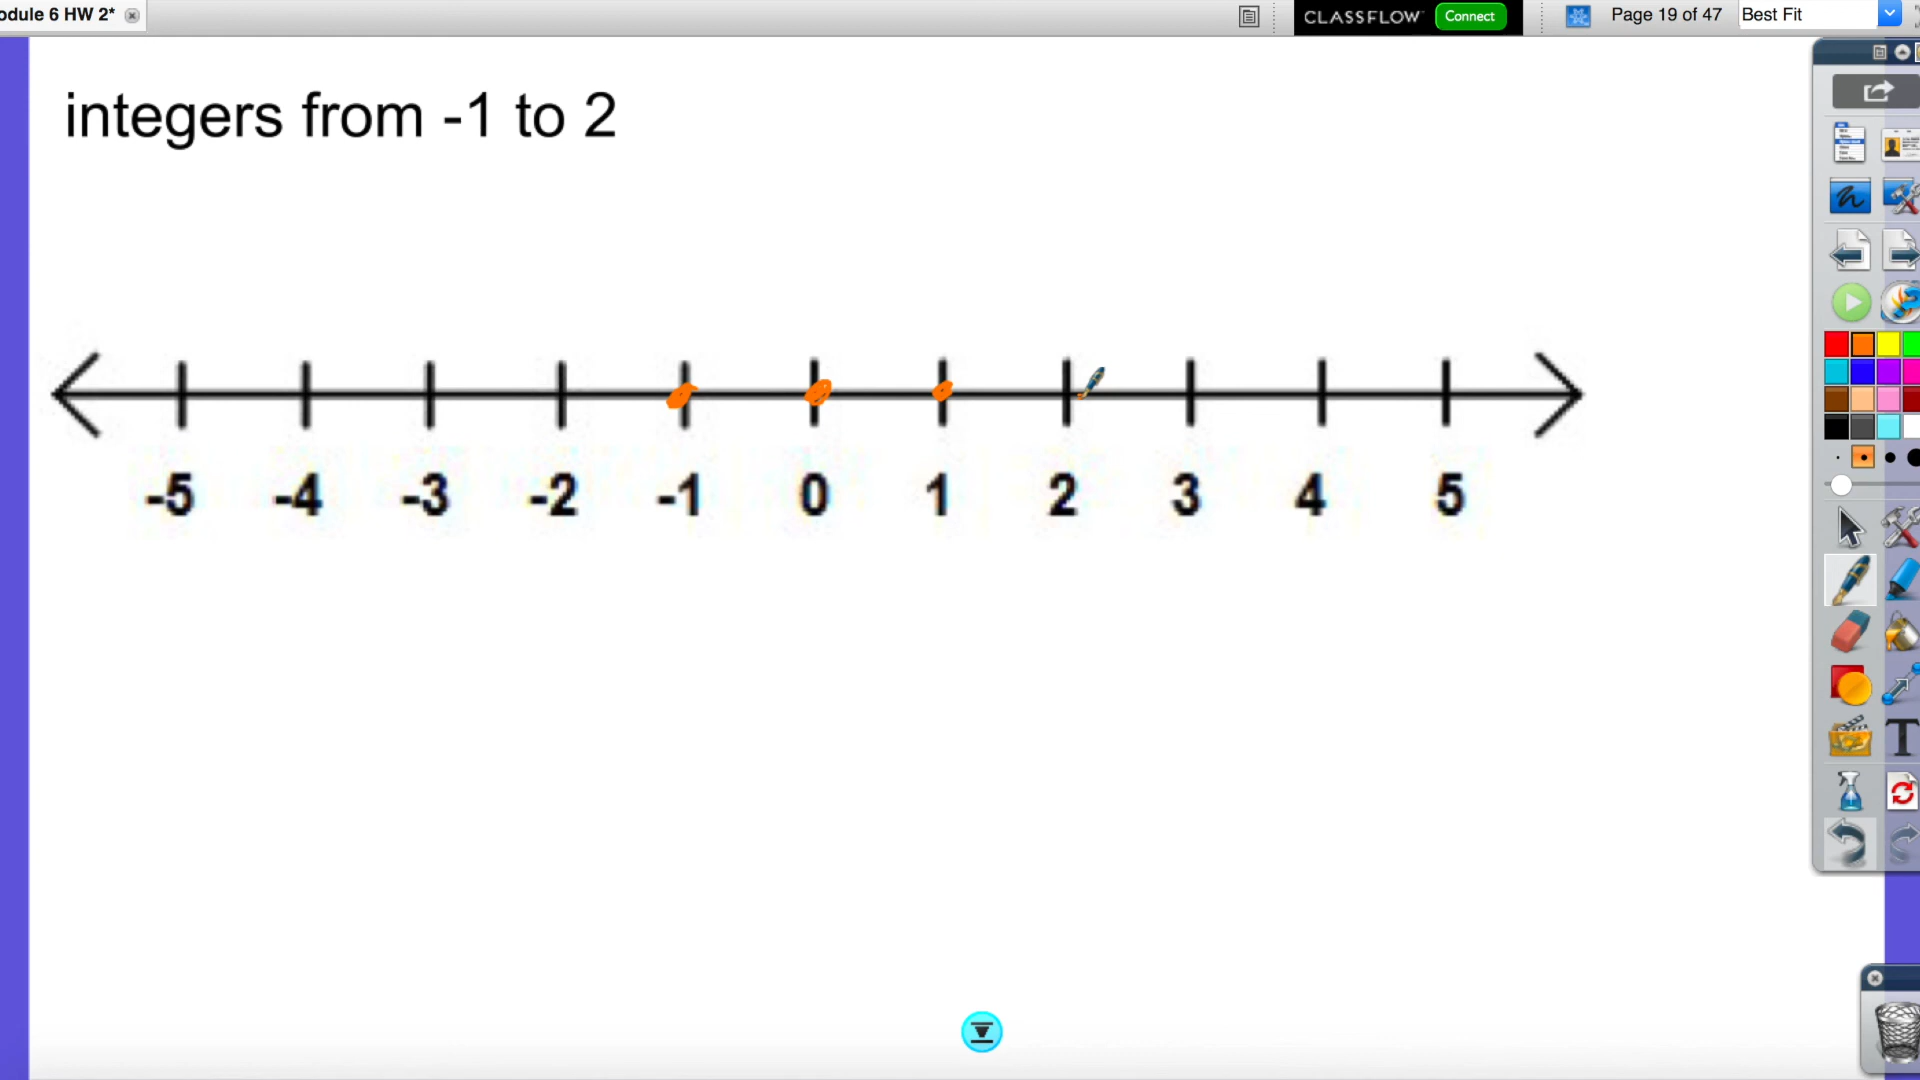 odule 6 HW 2*
CLASSFLOW Connect Page 19 of 47 Best Fit
integers from -1 to 2
-5 -4 -3 -2 -1 0 1 2 3 4 5
T